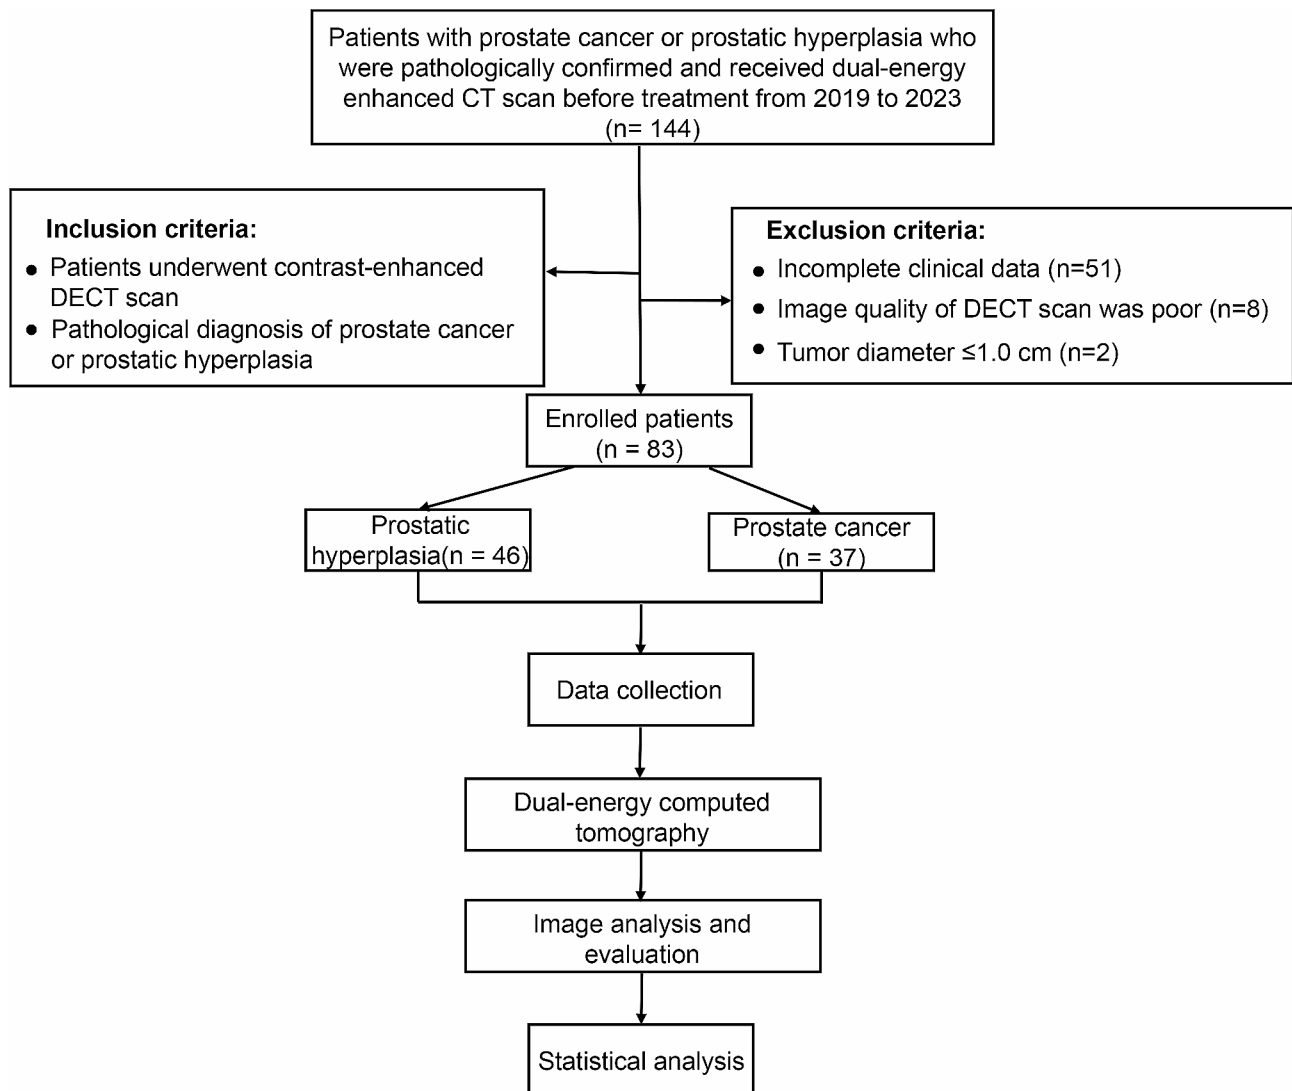 Patients with prostate cancer or prostatic hyperplasia who
were pathologically confirmed and received dual-energy
enhanced CT scan before treatment from 2019 to 2023
(n= 144)
Inclusion criteria:
● Patients underwent contrast-enhanced
DECT scan
● Pathological diagnosis of prostate cancer
or prostatic hyperplasia
Exclusion criteria:
● Incomplete clinical data (n=51)
● Image quality of DECT scan was poor (n=8)
● Tumor diameter ≤1.0 cm (n=2)
Enrolled patients
(n = 83)
Prostatic
hyperplasia(n = 46)
Prostate cancer
(n = 37)
Data collection
Dual-energy computed
tomography
Image analysis and
evaluation
Statistical analysis